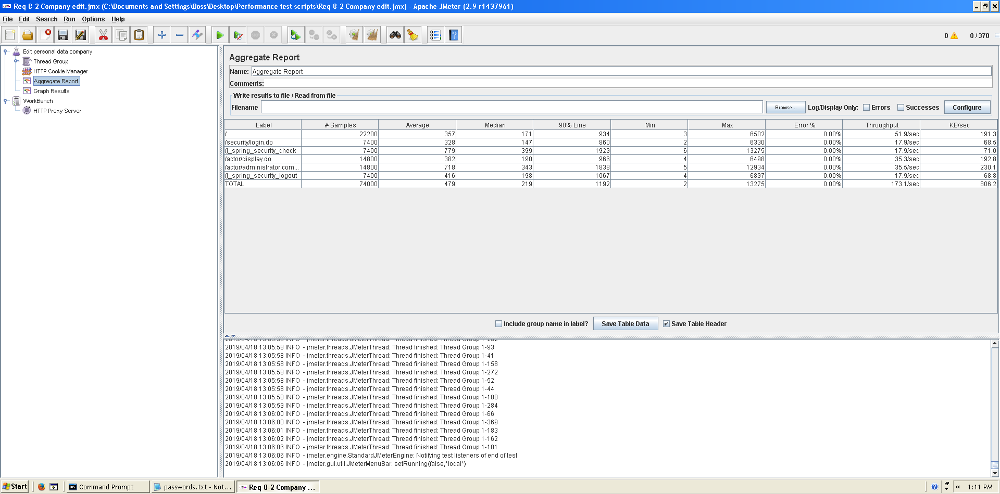 Req 8-2 Company edit.jmx (C:\Documents and Settings\Boss\Desktop\Performance test scripts\Req 8-2 Company edit.jmx) - Apache JMeter (2.9 r1437961)
File Edit Search Run Options Help
0 0 / 370
Edit personal data company
Thread Group
HTTP Cookie Manager
Aggregate Report
Graph Results
WorkBench
HTTP Proxy Server
Aggregate Report
Name: Aggregate Report
Comments:
Write results to file / Read from file
Filename Browse... Log/Display Only: Errors Successes Configure
Label # Samples Average Median 90% Line Min Max Error % Throughput KB/sec
/ 22200 357 171 934 3 6502 0.00% 51.9/sec 191.3
/security/login.do 7400 328 147 860 2 6330 0.00% 17.9/sec 68.5
/j_spring_security_check 7400 779 399 1929 6 13275 0.00% 17.9/sec 71.0
/actor/display.do 14800 382 190 966 4 6498 0.00% 35.3/sec 192.8
/actor/administrator,com... 14800 718 343 1838 5 12934 0.00% 35.5/sec 230.1
/j_spring_security_logout 7400 416 198 1067 4 6897 0.00% 17.9/sec 68.8
TOTAL 74000 479 219 1192 2 13275 0.00% 173.1/sec 806.2
Include group name in label? Save Table Data Save Table Header
2019/04/18 13:05:58 INFO - jmeter.threads.JMeterThread: Thread finished: Thread Group 1-93
2019/04/18 13:05:58 INFO - jmeter.threads.JMeterThread: Thread finished: Thread Group 1-41
2019/04/18 13:05:58 INFO - jmeter.threads.JMeterThread: Thread finished: Thread Group 1-158
2019/04/18 13:05:58 INFO - jmeter.threads.JMeterThread: Thread finished: Thread Group 1-272
2019/04/18 13:05:58 INFO - jmeter.threads.JMeterThread: Thread finished: Thread Group 1-52
2019/04/18 13:05:58 INFO - jmeter.threads.JMeterThread: Thread finished: Thread Group 1-44
2019/04/18 13:05:58 INFO - jmeter.threads.JMeterThread: Thread finished: Thread Group 1-180
2019/04/18 13:05:59 INFO - jmeter.threads.JMeterThread: Thread finished: Thread Group 1-284
2019/04/18 13:06:00 INFO - jmeter.threads.JMeterThread: Thread finished: Thread Group 1-66
2019/04/18 13:06:00 INFO - jmeter.threads.JMeterThread: Thread finished: Thread Group 1-369
2019/04/18 13:06:01 INFO - jmeter.threads.JMeterThread: Thread finished: Thread Group 1-183
2019/04/18 13:06:02 INFO - jmeter.threads.JMeterThread: Thread finished: Thread Group 1-162
2019/04/18 13:06:06 INFO - jmeter.threads.JMeterThread: Thread finished: Thread Group 1-101
2019/04/18 13:06:06 INFO - jmeter.engine.StandardJMeterEngine: Notifying test listeners of end of test
2019/04/18 13:06:06 INFO - jmeter.gui.util.JMeterMenuBar: setRunning(false,*local*)
Start Command Prompt passwords.txt - Not... Req 8-2 Company ... 1:11 PM